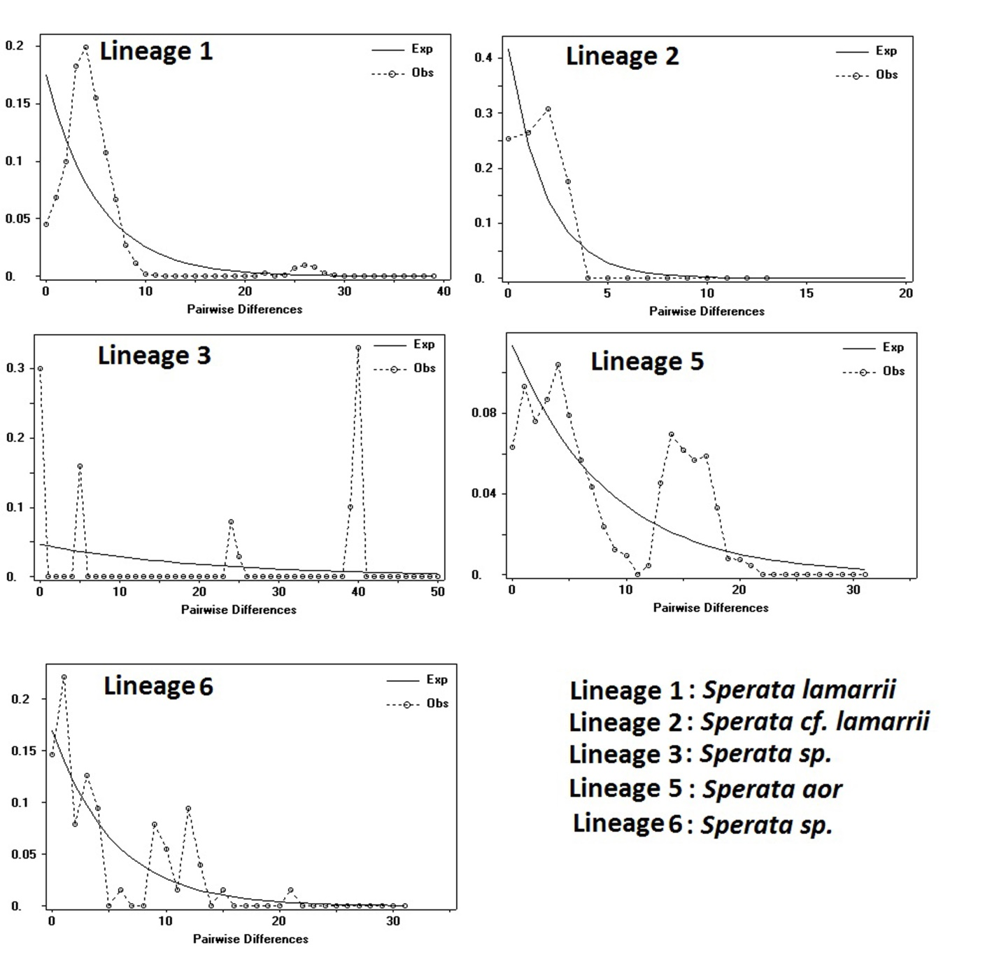 Lineage 1
Exp
Obs
0.2
0.15
0.1
0.05
0.
0 10 20 30 40
Pairwise Differences
Lineage 2
Exp
Obs
0.4
0.3
0.2
0.1
0.
0 5 10 15 20
Pairwise Differences
Lineage 3
Exp
Obs
0.3
0.2
0.1
0.
0 10 20 30 40 50
Pairwise Differences
Lineage 5
Exp
Obs
0.08
0.04
0.
0 10 20 30
Pairwise Differences
Lineage 6
Exp
Obs
0.2
0.15
0.1
0.05
0.
0 10 20 30
Pairwise Differences
Lineage 1: Sperata lamarrii
Lineage 2: Sperata cf. lamarrii
Lineage 3: Sperata sp.
Lineage 5: Sperata aor
Lineage 6: Sperata sp.